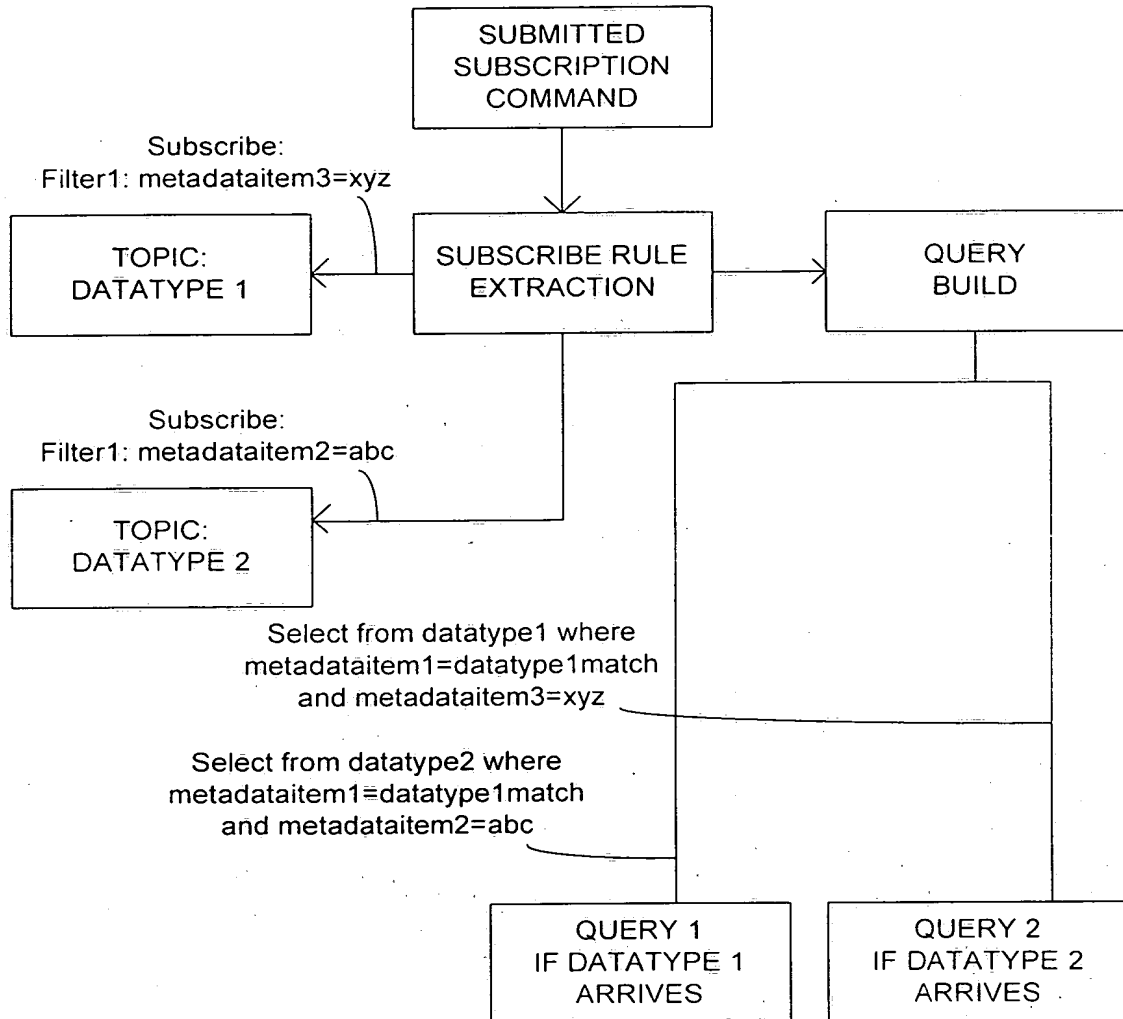 SUBMITTED
SUBSCRIPTION
COMMAND
Subscribe:
Filter1: metadataitem3=xyz
TOPIC:
DATATYPE 1
SUBSCRIBE RULE
EXTRACTION
QUERY
BUILD
Subscribe:
Filter1: metadataitem2=abc
TOPIC:
DATATYPE 2
Select from datatype1 where
metadataitem1=datatype1match
and metadataitem3=xyz
Select from datatype2 where
metadataitem1=datatype1match
and metadataitem2=abc
QUERY 1
IF DATATYPE 1
ARRIVES
QUERY 2
IF DATATYPE 2
ARRIVES